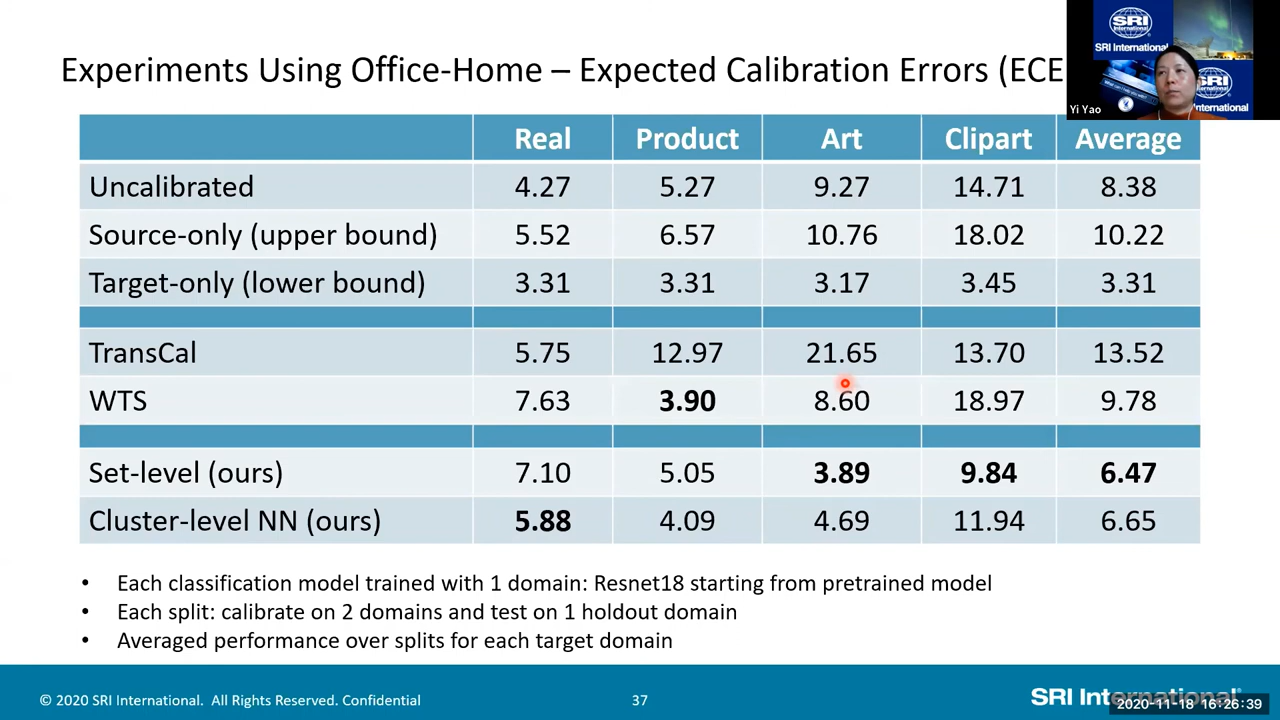 Experiments Using Office-Home – Expected Calibration Errors (ECE
SRI International
SRI
International
Yi Yao
Real Product Art Clipart Average
Uncalibrated 4.27 5.27 9.27 14.71 8.38
Source-only (upper bound) 5.52 6.57 10.76 18.02 10.22
Target-only (lower bound) 3.31 3.31 3.17 3.45 3.31
TransCal 5.75 12.97 21.65 13.70 13.52
WTS 7.63 3.90 8.60 18.97 9.78
Set-level (ours) 7.10 5.05 3.89 9.84 6.47
Cluster-level NN (ours) 5.88 4.09 4.69 11.94 6.65
• Each classification model trained with 1 domain: Resnet18 starting from pretrained model
• Each split: calibrate on 2 domains and test on 1 holdout domain
• Averaged performance over splits for each target domain
© 2020 SRI International. All Rights Reserved. Confidential
37
SRI International
2020-11-18 16:26:39